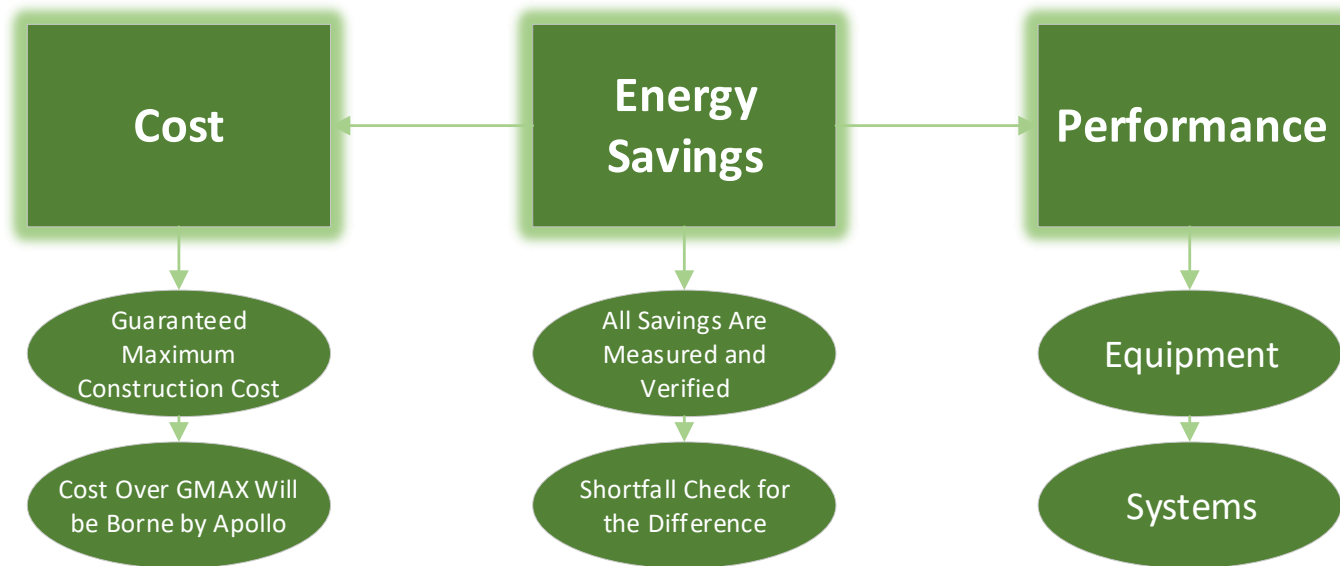 Cost
Energy
Savings
Performance
Guaranteed
Maximum
Construction Cost
All Savings Are
Measured and
Verified
Equipment
Cost Over GMAX Will
be Borne by Apollo
Shortfall Check for
the Difference
Systems